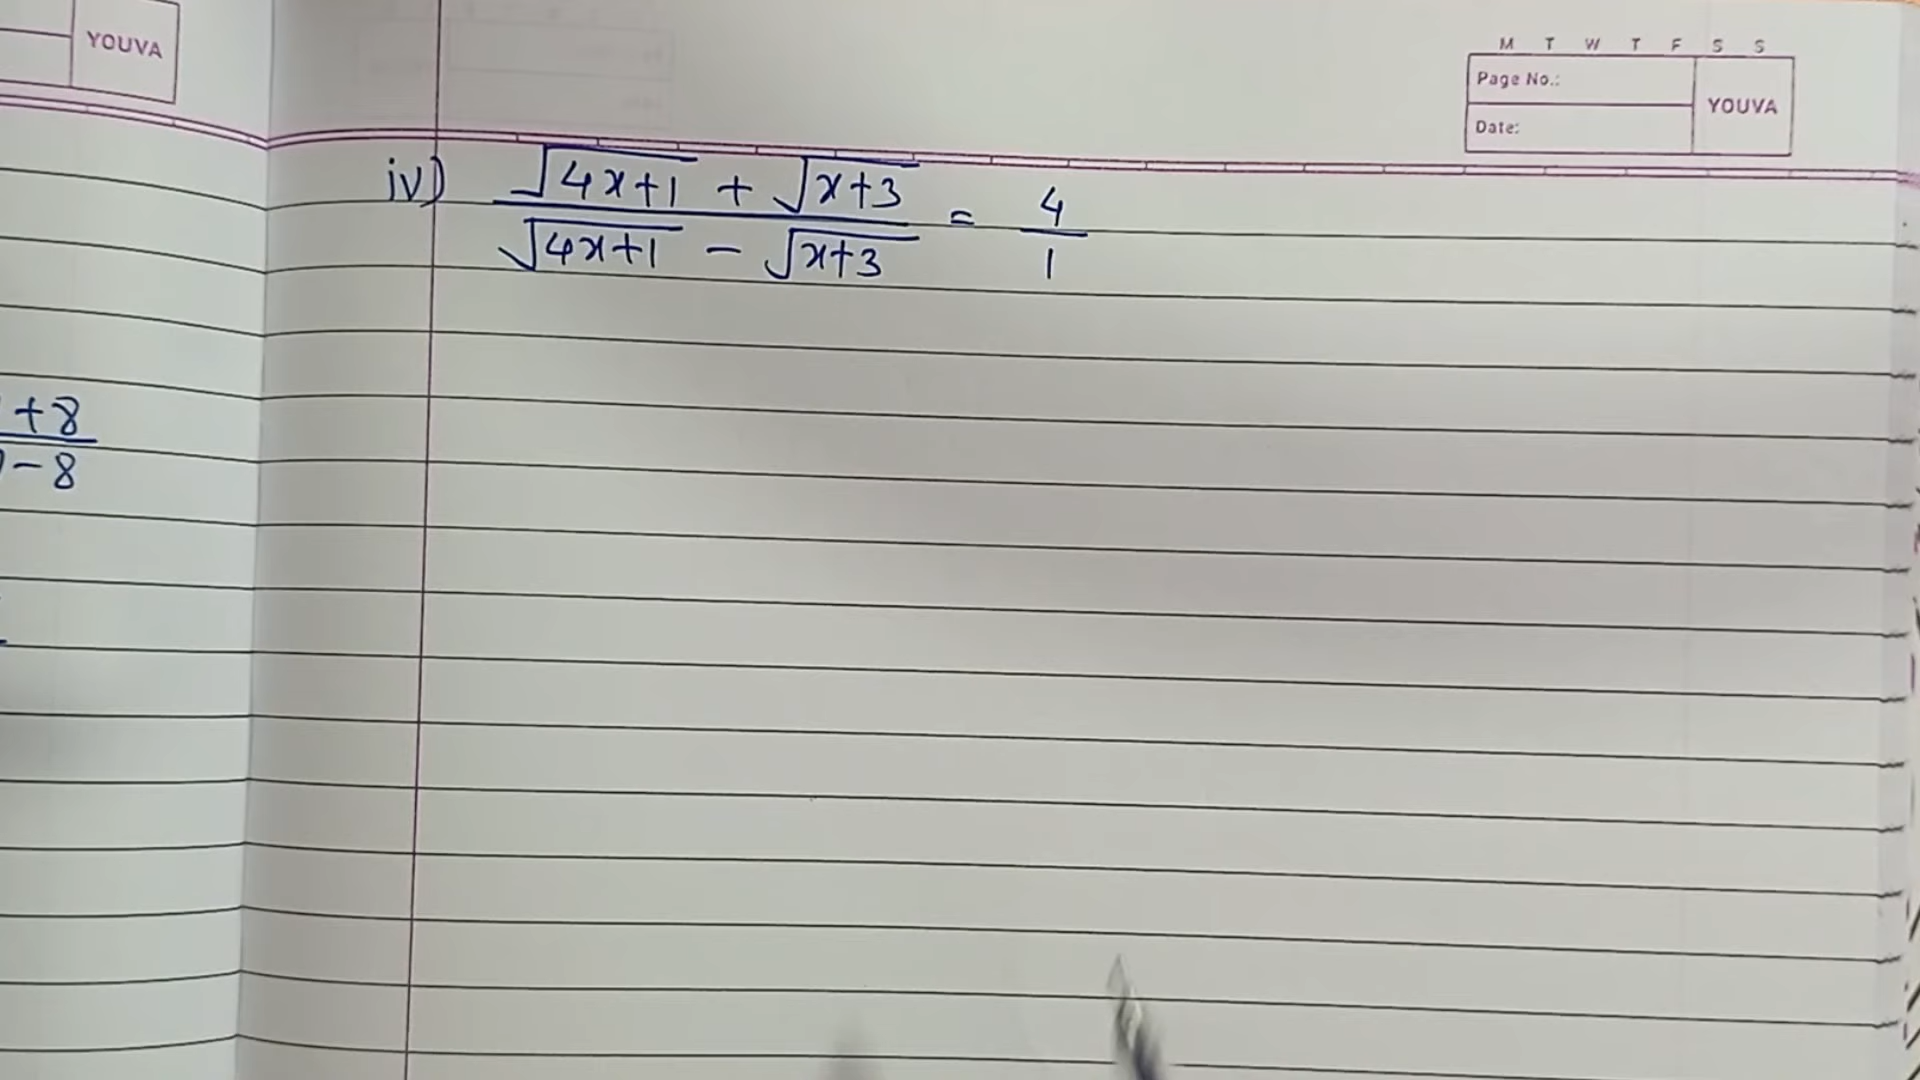 YOUVA
M T W T F S S
Page No.:
YOUVA
Date:
iv) √4x+1 + √x+3 / √4x+1 − √x+3 = 4/1
+8
−8